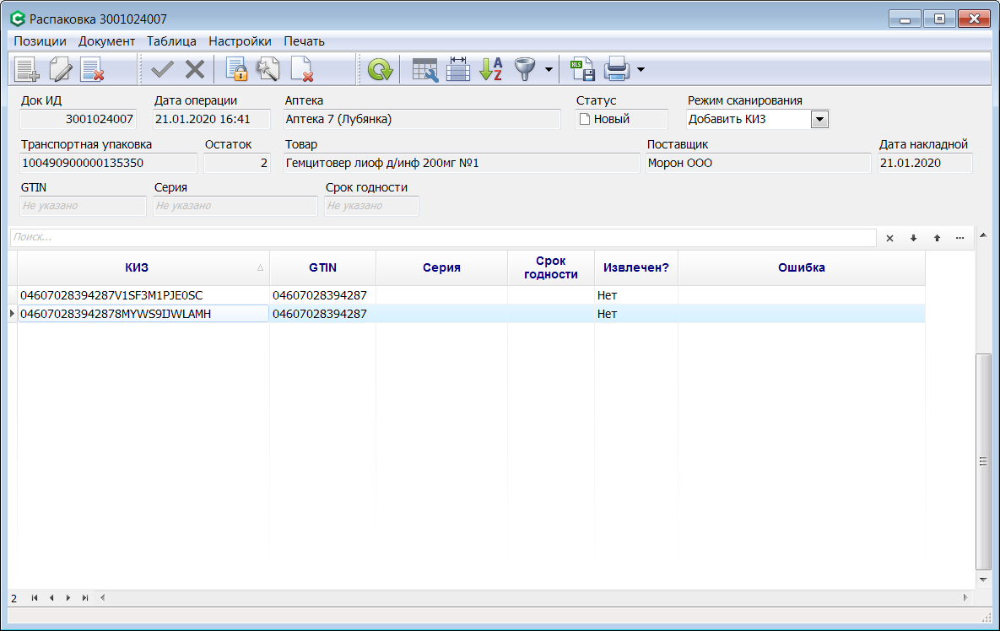 Распаковка 3001024007
Позиции Документ Таблица Настройки Печать
A
Z
XLS
Док ИД Дата операции Аптека Статус Режим сканирования
3001024007 21.01.2020 16:41 Аптека 7 (Лубянка) Новый Добавить КИЗ
Транспортная упаковка Остаток Товар Поставщик Дата накладной
100490900000135350 2 Гемцитовер лиоф д/инф 200мг №1 Морон ООО 21.01.2020
GTIN Серия Срок годности
Не указано Не указано Не указано
Поиск...
КИЗ GTIN Серия Срок годности Извлечен? Ошибка
04607028394287V1SF3M1PJE0SC 04607028394287 Нет
046070283942878MYWS9IJWLAMH 04607028394287 Нет
2